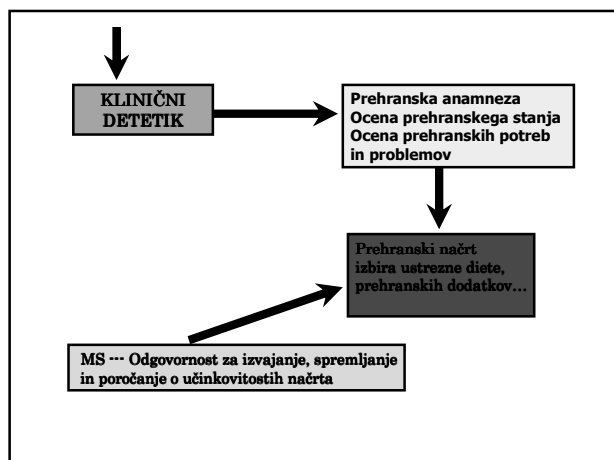 KLINIČNI
DETETIK
Prehranska anamneza
Ocena prehranskega stanja
Ocena prehranskih potreb
in problemov
Prehranski načrt
izbira ustrezne diete,
prehranskih dodatkov…
MS --- Odgovornost za izvajanje, spremljanje
in poročanje o učinkovitostih načrta